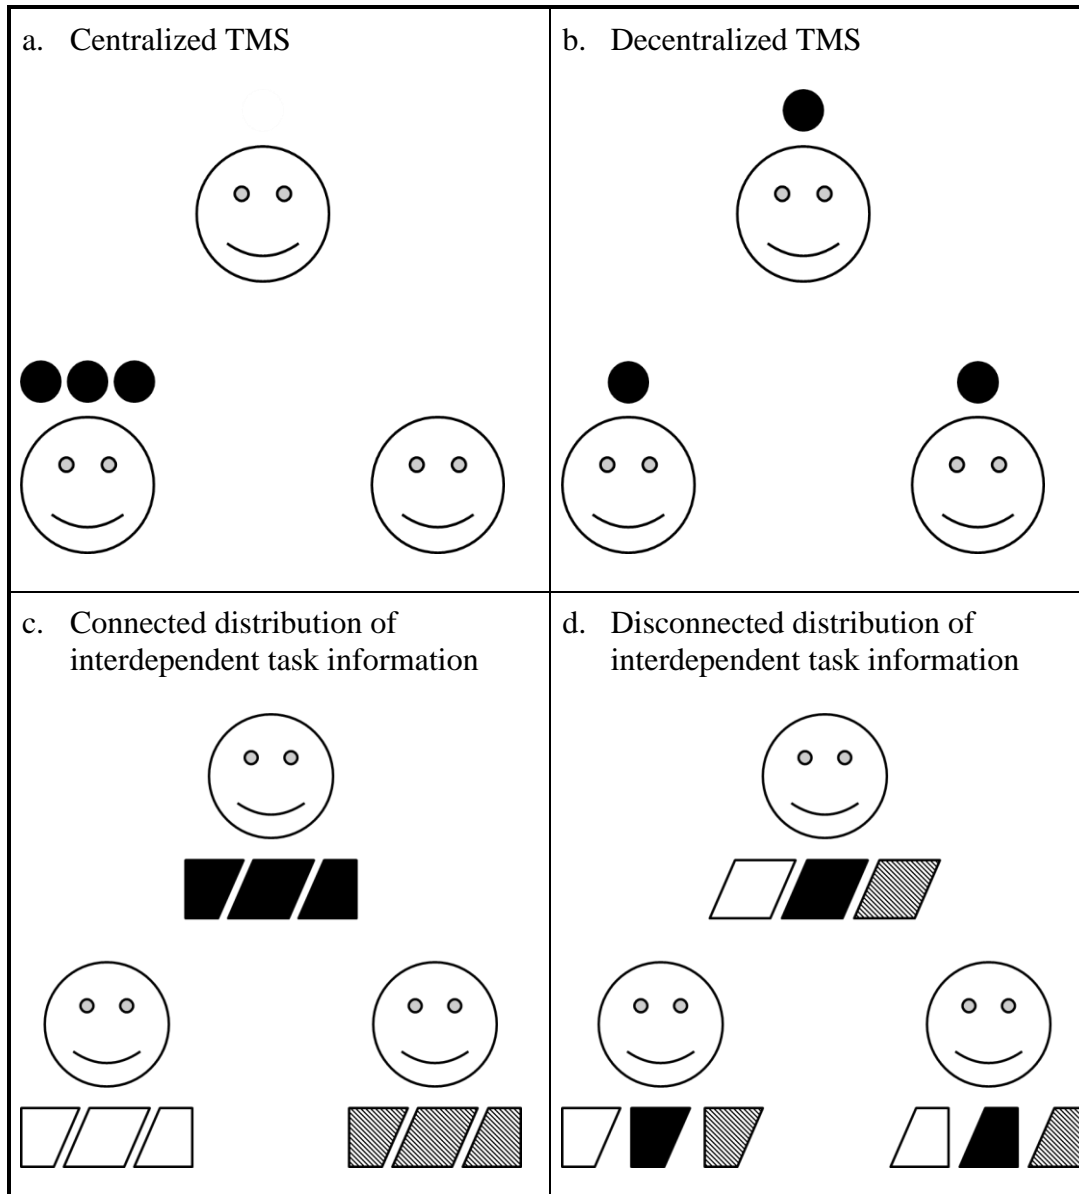 a. Centralized TMS
b. Decentralized TMS
c. Connected distribution of
interdependent task information
d. Disconnected distribution of
interdependent task information